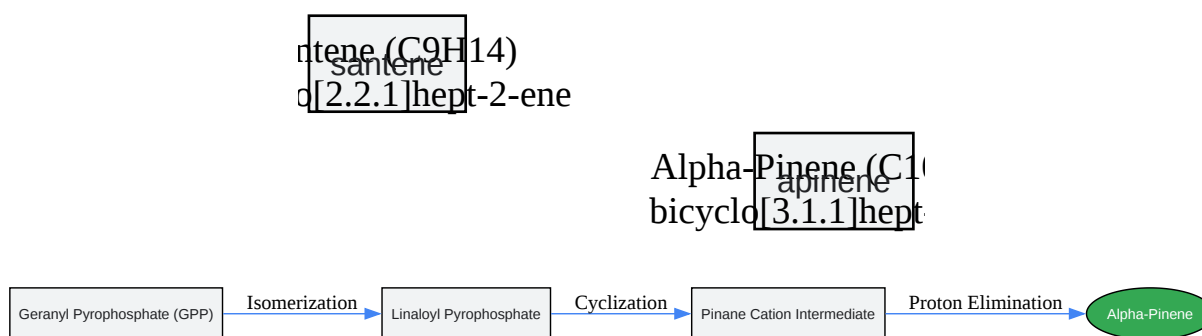 ntene (C9H14)
santene
o[2.2.1]hept-2-ene
Alpha-Pinene (C1
apinene
bicyclo[3.1.1]hept-
Isomerization
Cyclization
Proton Elimination
Geranyl Pyrophosphate (GPP)
Linaloyl Pyrophosphate
Pinane Cation Intermediate
Alpha-Pinene